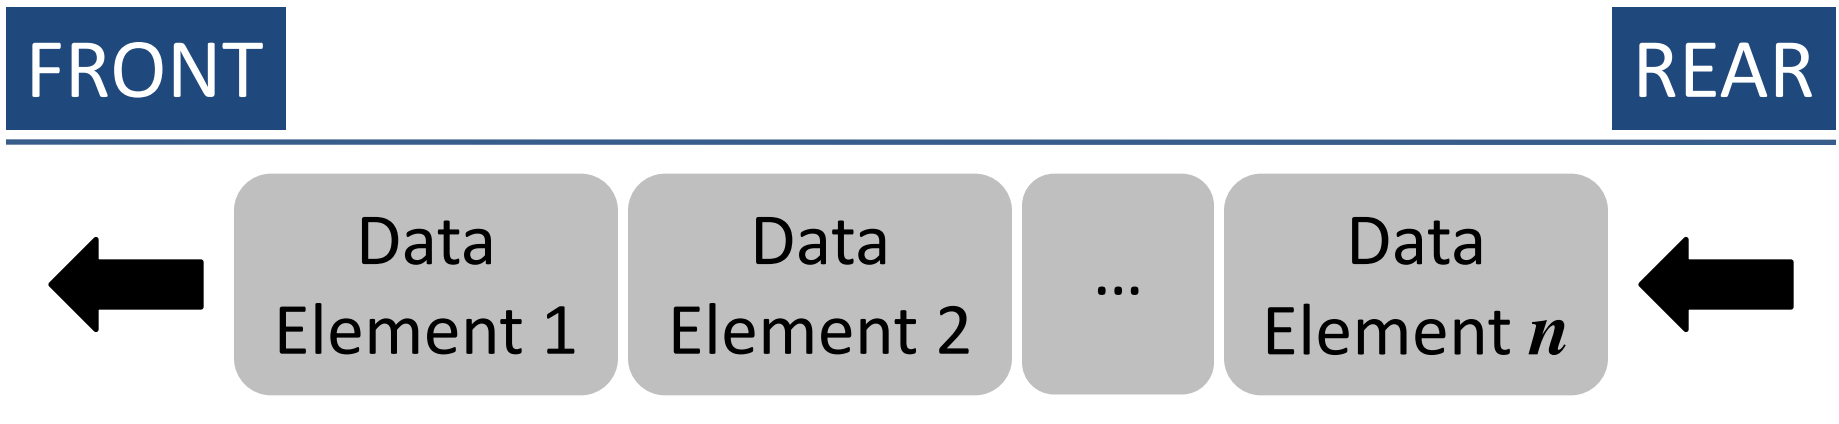 FRONT
REAR
Data
Element 1
Data
Element 2
...
Data
Element n